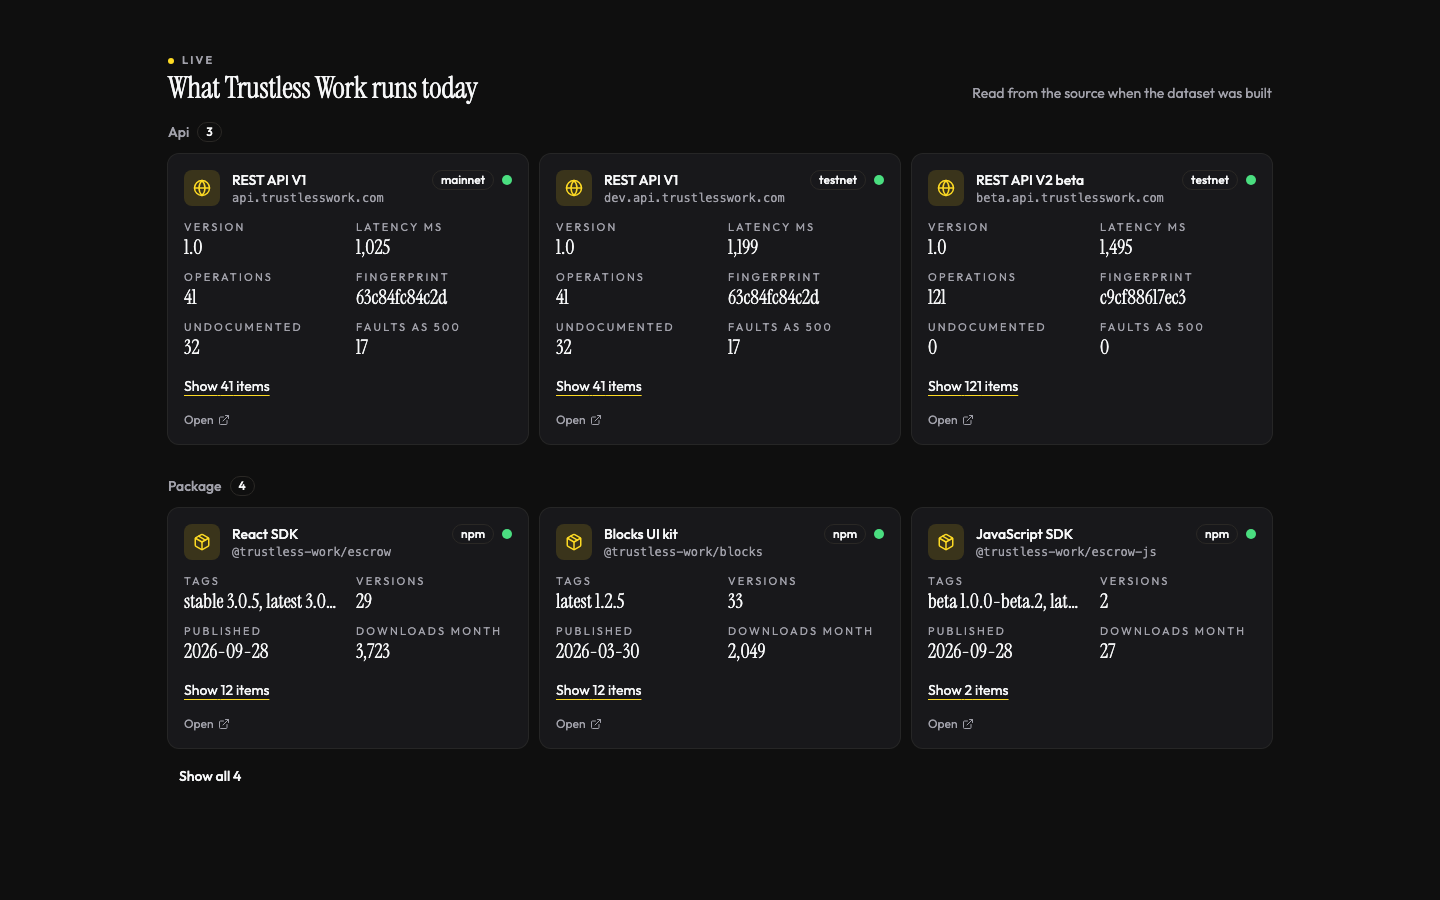 LIVE
What Trustless Work runs today
Read from the source when the dataset was built
Api 3
REST API V1 mainnet
api.trustlesswork.com
VERSION LATENCY MS
1.0 1,025
OPERATIONS FINGERPRINT
41 63c84fc84c2d
UNDOCUMENTED FAULTS AS 500
32 17
Show 41 items
Open
REST API V1 testnet
dev.api.trustlesswork.com
VERSION LATENCY MS
1.0 1,199
OPERATIONS FINGERPRINT
41 63c84fc84c2d
UNDOCUMENTED FAULTS AS 500
32 17
Show 41 items
Open
REST API V2 beta testnet
beta.api.trustlesswork.com
VERSION LATENCY MS
1.0 1,495
OPERATIONS FINGERPRINT
121 c9cf88617ec3
UNDOCUMENTED FAULTS AS 500
0 0
Show 121 items
Open
Package 4
React SDK npm
@trustless-work/escrow
TAGS VERSIONS
stable 3.0.5, latest 3.0... 29
PUBLISHED DOWNLOADS MONTH
2026-09-28 3,723
Show 12 items
Open
Blocks UI kit npm
@trustless-work/blocks
TAGS VERSIONS
latest 1.2.5 33
PUBLISHED DOWNLOADS MONTH
2026-03-30 2,049
Show 12 items
Open
JavaScript SDK npm
@trustless-work/escrow-js
TAGS VERSIONS
beta 1.0.0-beta.2, lat... 2
PUBLISHED DOWNLOADS MONTH
2026-09-28 27
Show 2 items
Open
Show all 4